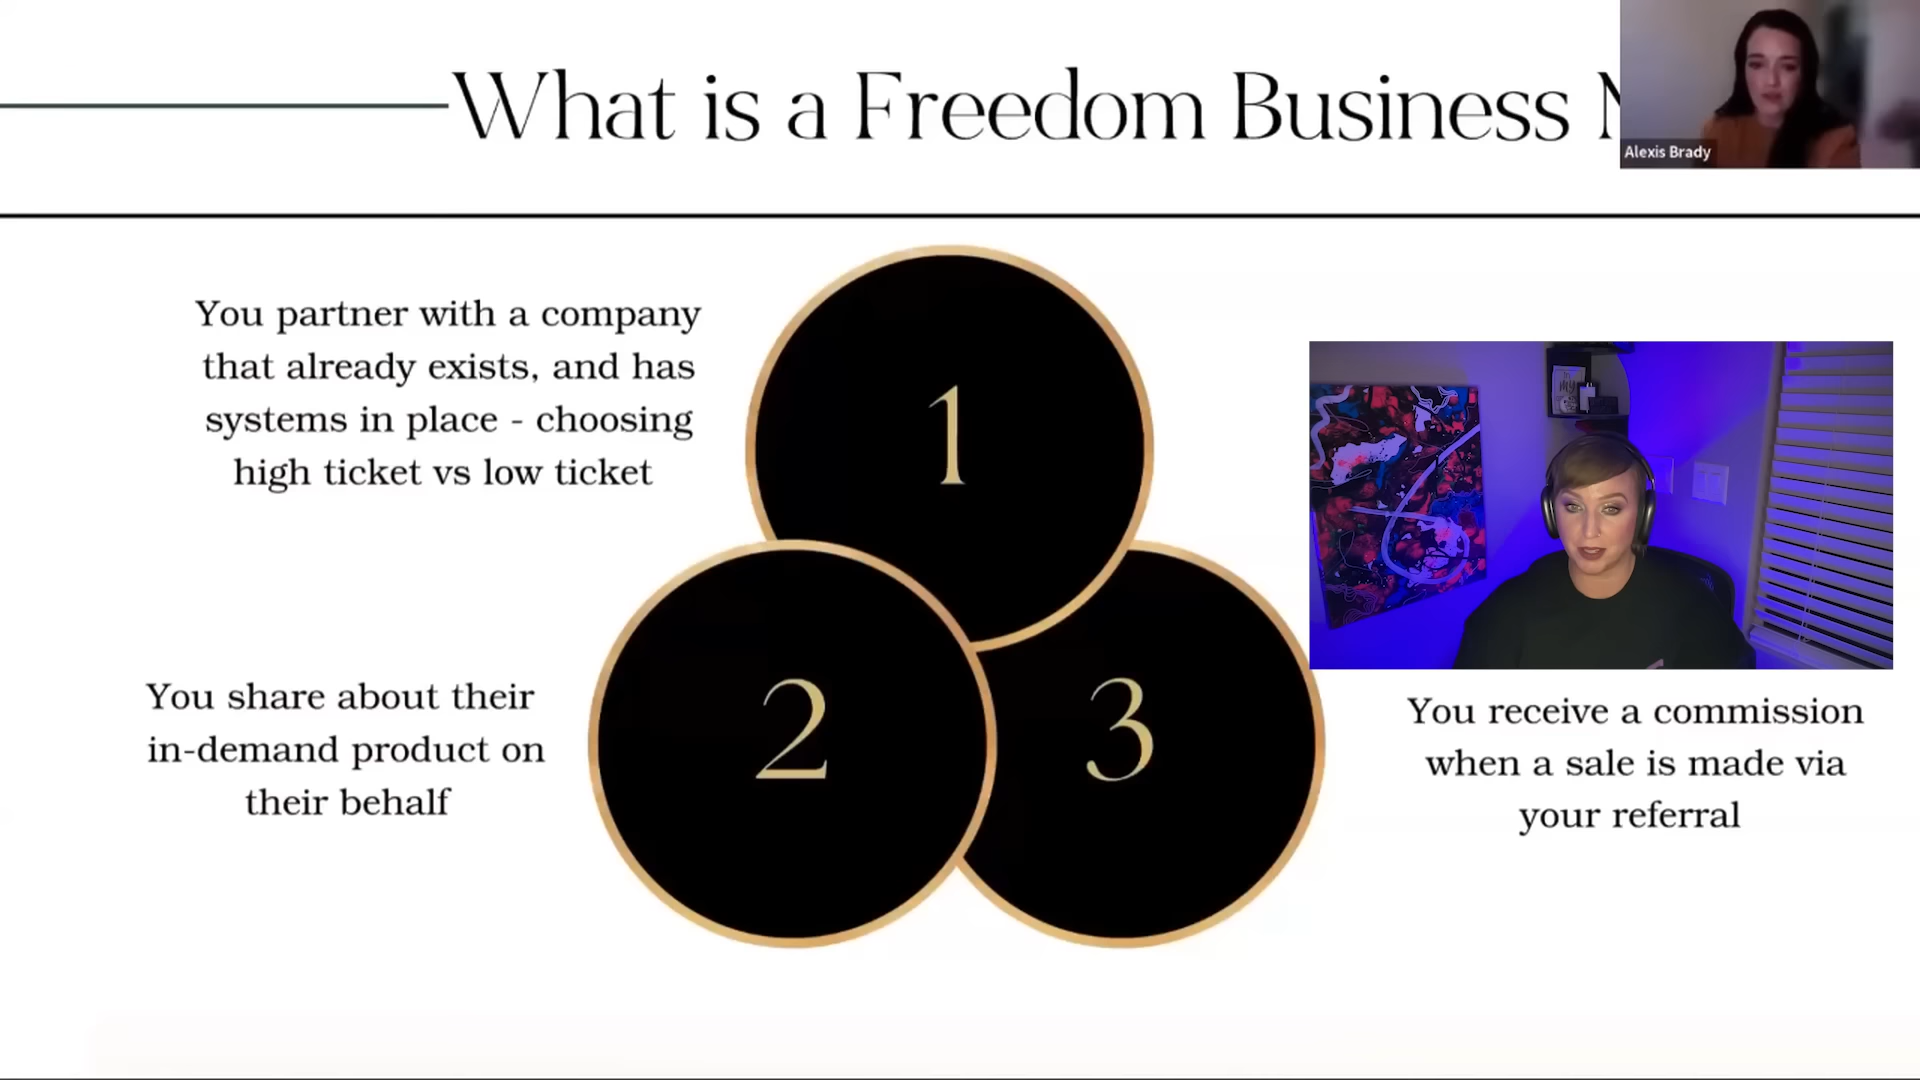 What is a Freedom Business
Alexis Brady
You partner with a company
that already exists, and has
systems in place - choosing
high ticket vs low ticket
1
You share about their
in-demand product on
their behalf
2
3
You receive a commission
when a sale is made via
your referral